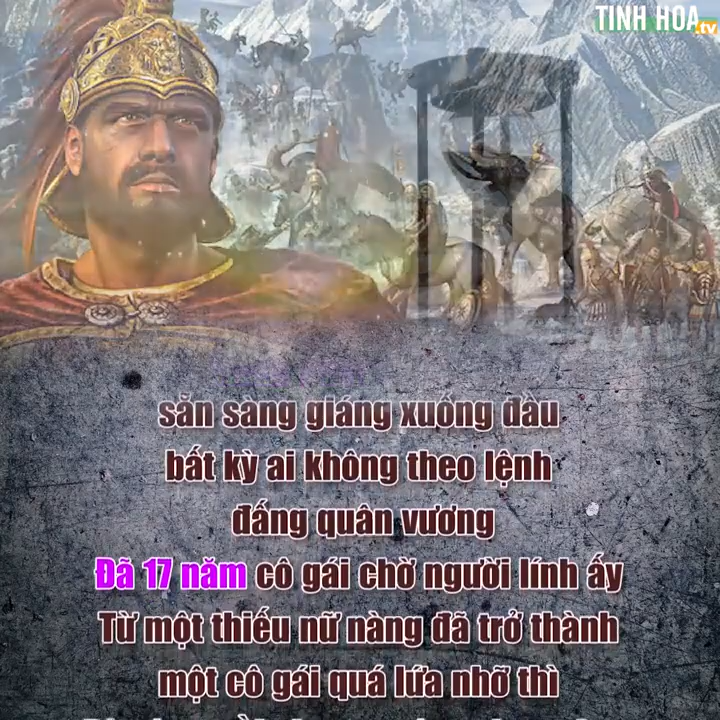 TINH HOA.tv
sẵn sàng giáng xuống đầu
bất kỳ ai không theo lệnh
đấng quân vương
Đã 17 năm cô gái chờ người lính ấy
Từ một thiếu nữ nàng đã trở thành
một cô gái quá lứa nhỡ thì